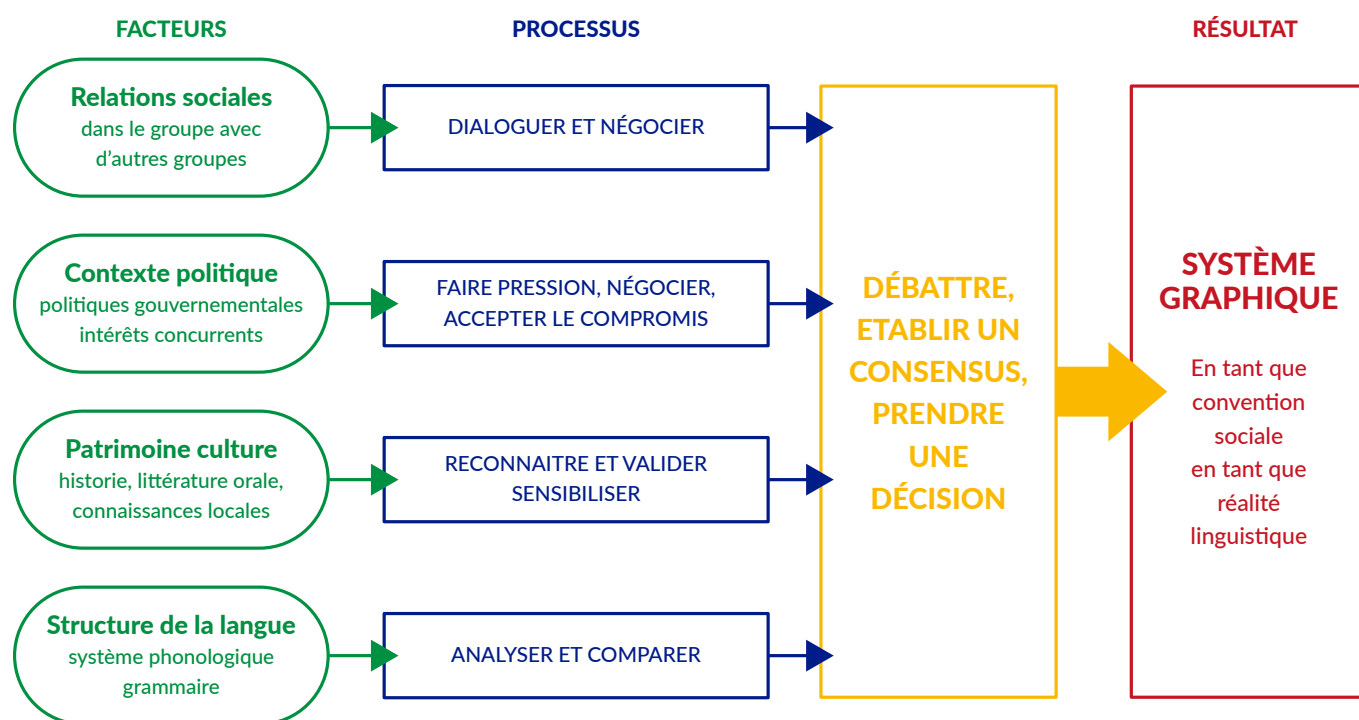 FACTEURS
PROCESSUS
RÉSULTAT
Relations sociales
dans le groupe avec
d'autres groupes
DIALOGUER ET NÉGOCIER
Contexte politique
politiques gouvernementales
intérêts concurrents
FAIRE PRESSION, NÉGOCIER,
ACCEPTER LE COMPROMIS
Patrimoine culture
historie, littérature orale,
connaissances locales
RECONNAITRE ET VALIDER
SENSIBILISER
Structure de la langue
système phonologique
grammaire
ANALYSER ET COMPARER
DÉBATTRE,
ETABLIR UN
CONSENSUS,
PRENDRE
UNE
DÉCISION
SYSTÈME
GRAPHIQUE
En tant que
convention
sociale
en tant que
réalité
linguistique